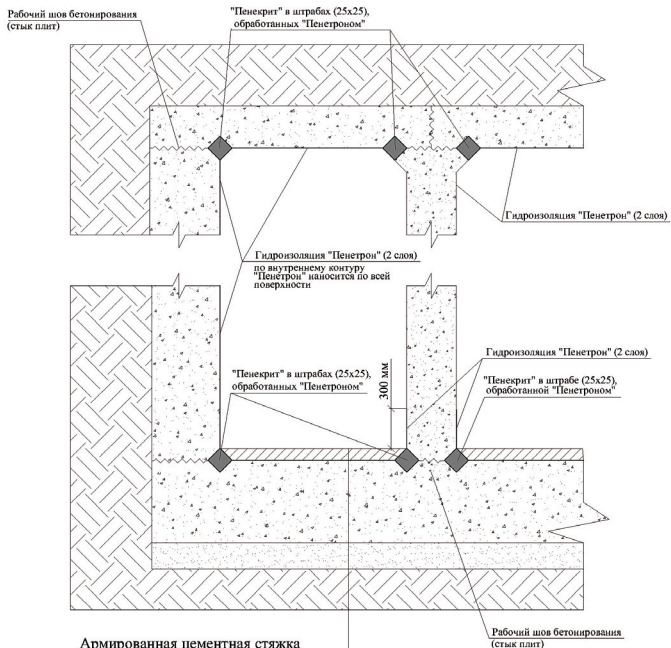 Рабочий шов бетонирования
(стык плит)
"Пенекрит" в штрабах (25х25),
обработанных "Пенетроном"
Гидроизоляция "Пенетрон" (2 слоя)
Гидроизоляция "Пенетрон" (2 слоя)
по внутреннему контуру
"Пенетрон" наносится по всей
поверхности
Гидроизоляция "Пенетрон" (2 слоя)
"Пенекрит" в штрабах (25х25),
обработанных "Пенетроном"
300 мм
"Пенекрит" в штрабе (25х25),
обработанной "Пенетроном"
Рабочий шов бетонирования
(стык плит)
Армированная цементная стяжка